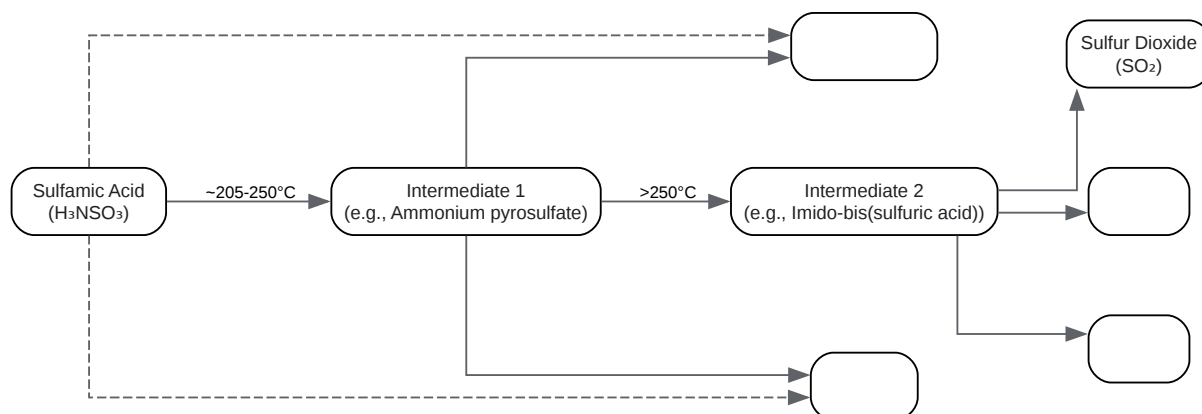 Sulfur Dioxide
(SO₂)
Sulfamic Acid
(H₃NSO₃)
~205-250°C
Intermediate 1
(e.g., Ammonium pyrosulfate)
>250°C
Intermediate 2
(e.g., Imido-bis(sulfuric acid))